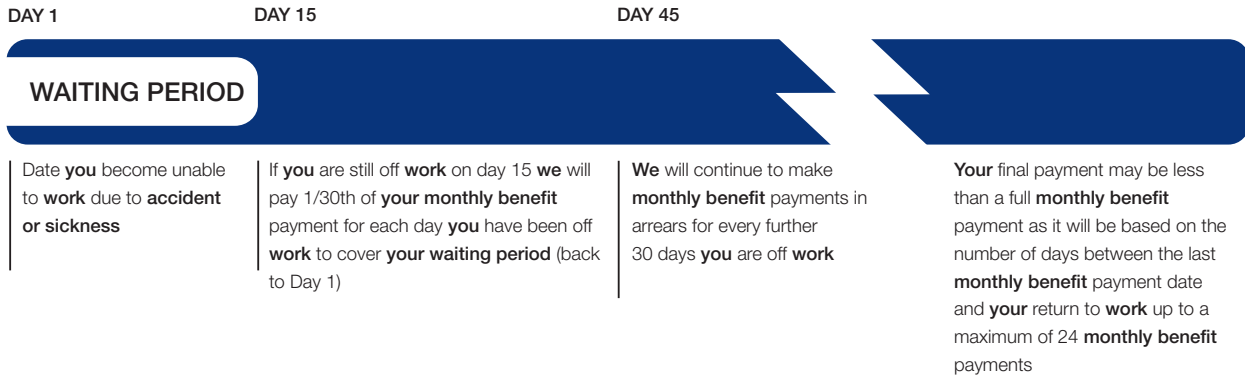 DAY 1
DAY 15
DAY 45
WAITING PERIOD
Date you become unable
to work due to accident
or sickness
If you are still off work on day 15 we will
pay 1/30th of your monthly benefit
payment for each day you have been off
work to cover your waiting period (back
to Day 1)
We will continue to make
monthly benefit payments in
arrears for every further
30 days you are off work
Your final payment may be less
than a full monthly benefit
payment as it will be based on the
number of days between the last
monthly benefit payment date
and your return to work up to a
maximum of 24 monthly benefit
payments